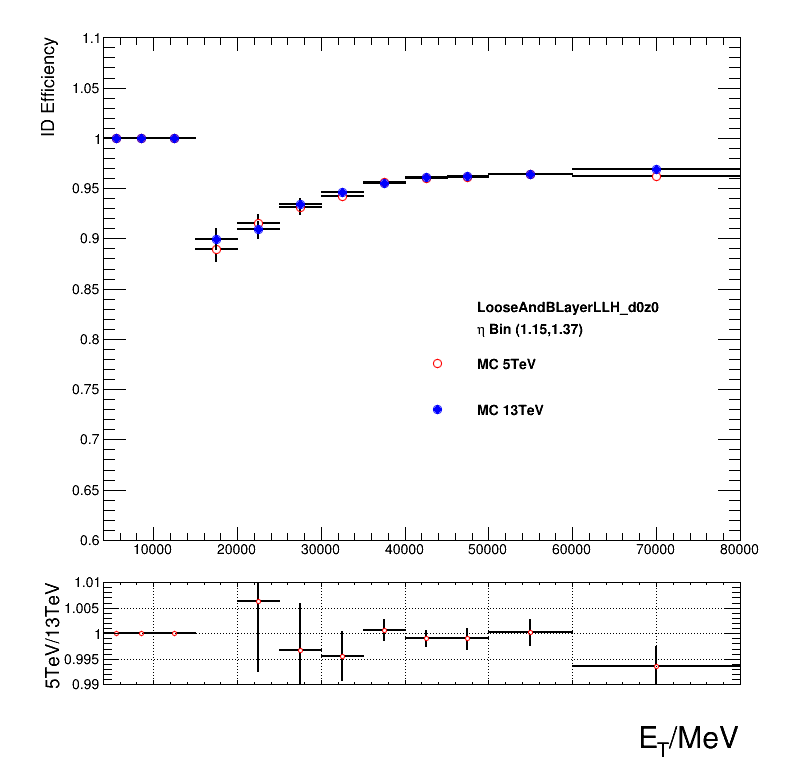 ID Efficiency
1.1
1.05
1
0.95
0.9
0.85
0.8
0.75
0.7
0.65
0.6
LooseAndBLayerLLH_d0z0
η Bin (1.15,1.37)
MC 5TeV
MC 13TeV
10000 20000 30000 40000 50000 60000 70000 80000
5TeV/13TeV
1.01
1.005
1
0.995
0.99
E_T/MeV